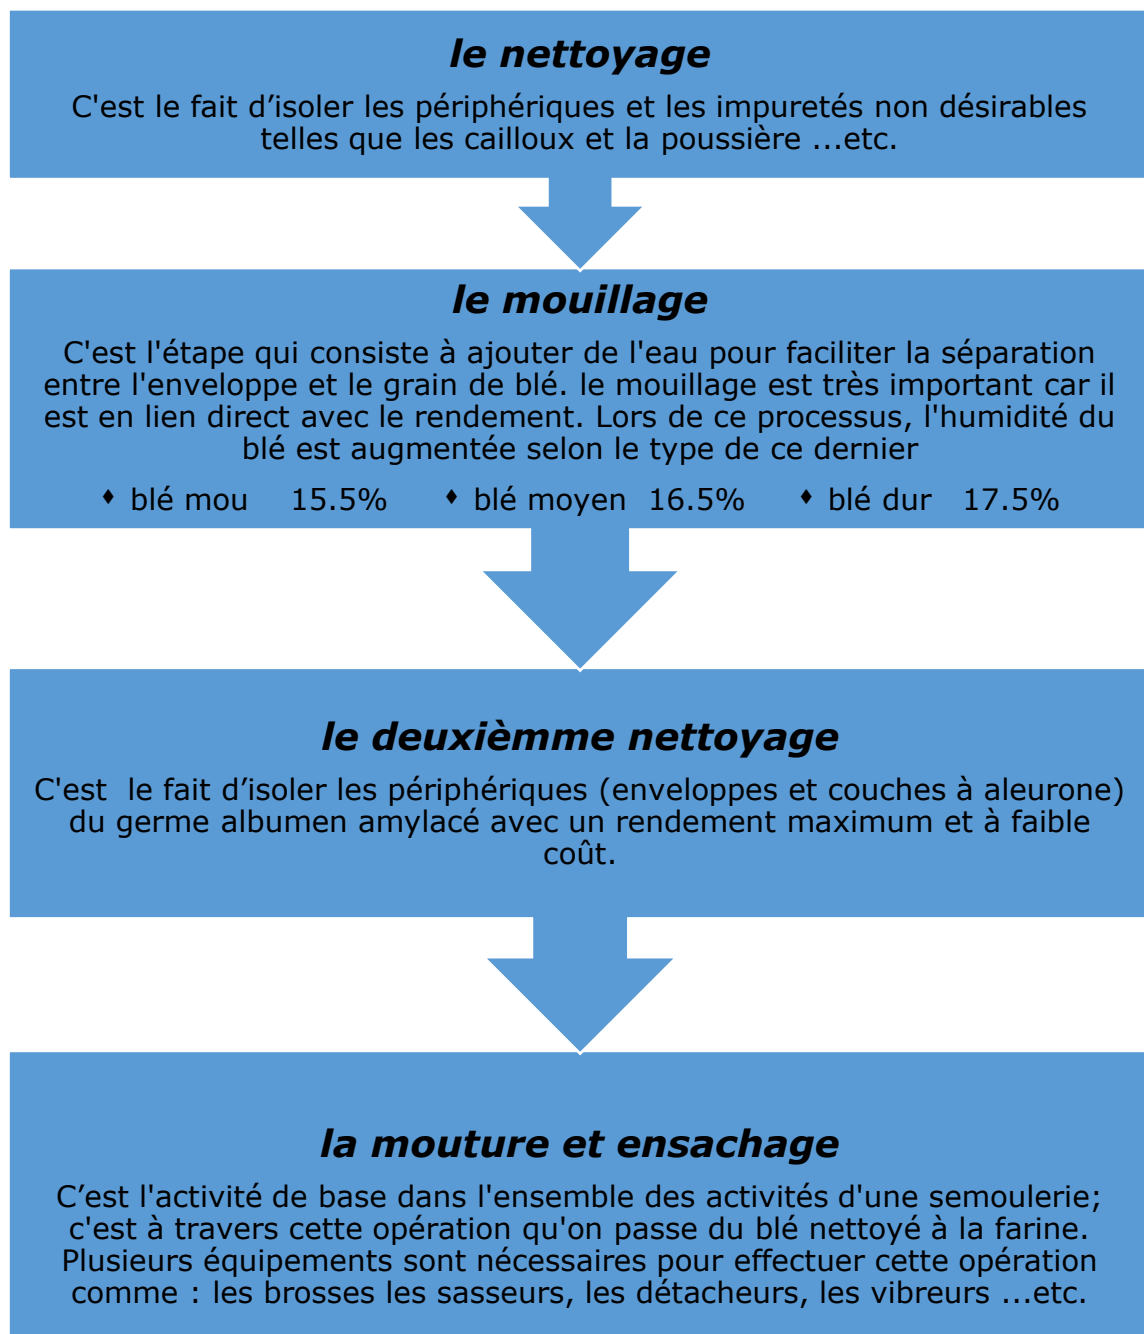 le nettoyage
C'est le fait d’isoler les périphériques et les impuretés non désirables
telles que les cailloux et la poussière ...etc.
le mouillage
C'est l'étape qui consiste à ajouter de l'eau pour faciliter la séparation
entre l'enveloppe et le grain de blé. le mouillage est très important car il
est en lien direct avec le rendement. Lors de ce processus, l'humidité du
blé est augmentée selon le type de ce dernier
♦ blé mou 15.5% ♦ blé moyen 16.5% ♦ blé dur 17.5%
le deuxièmme nettoyage
C'est le fait d’isoler les périphériques (enveloppes et couches à aleurone)
du germe albumen amylacé avec un rendement maximum et à faible
coût.
la mouture et ensachage
C’est l'activité de base dans l'ensemble des activités d'une semoulerie;
c'est à travers cette opération qu'on passe du blé nettoyé à la farine.
Plusieurs équipements sont nécessaires pour effectuer cette opération
comme : les brosses les sasseurs, les détacheurs, les vibreurs ...etc.